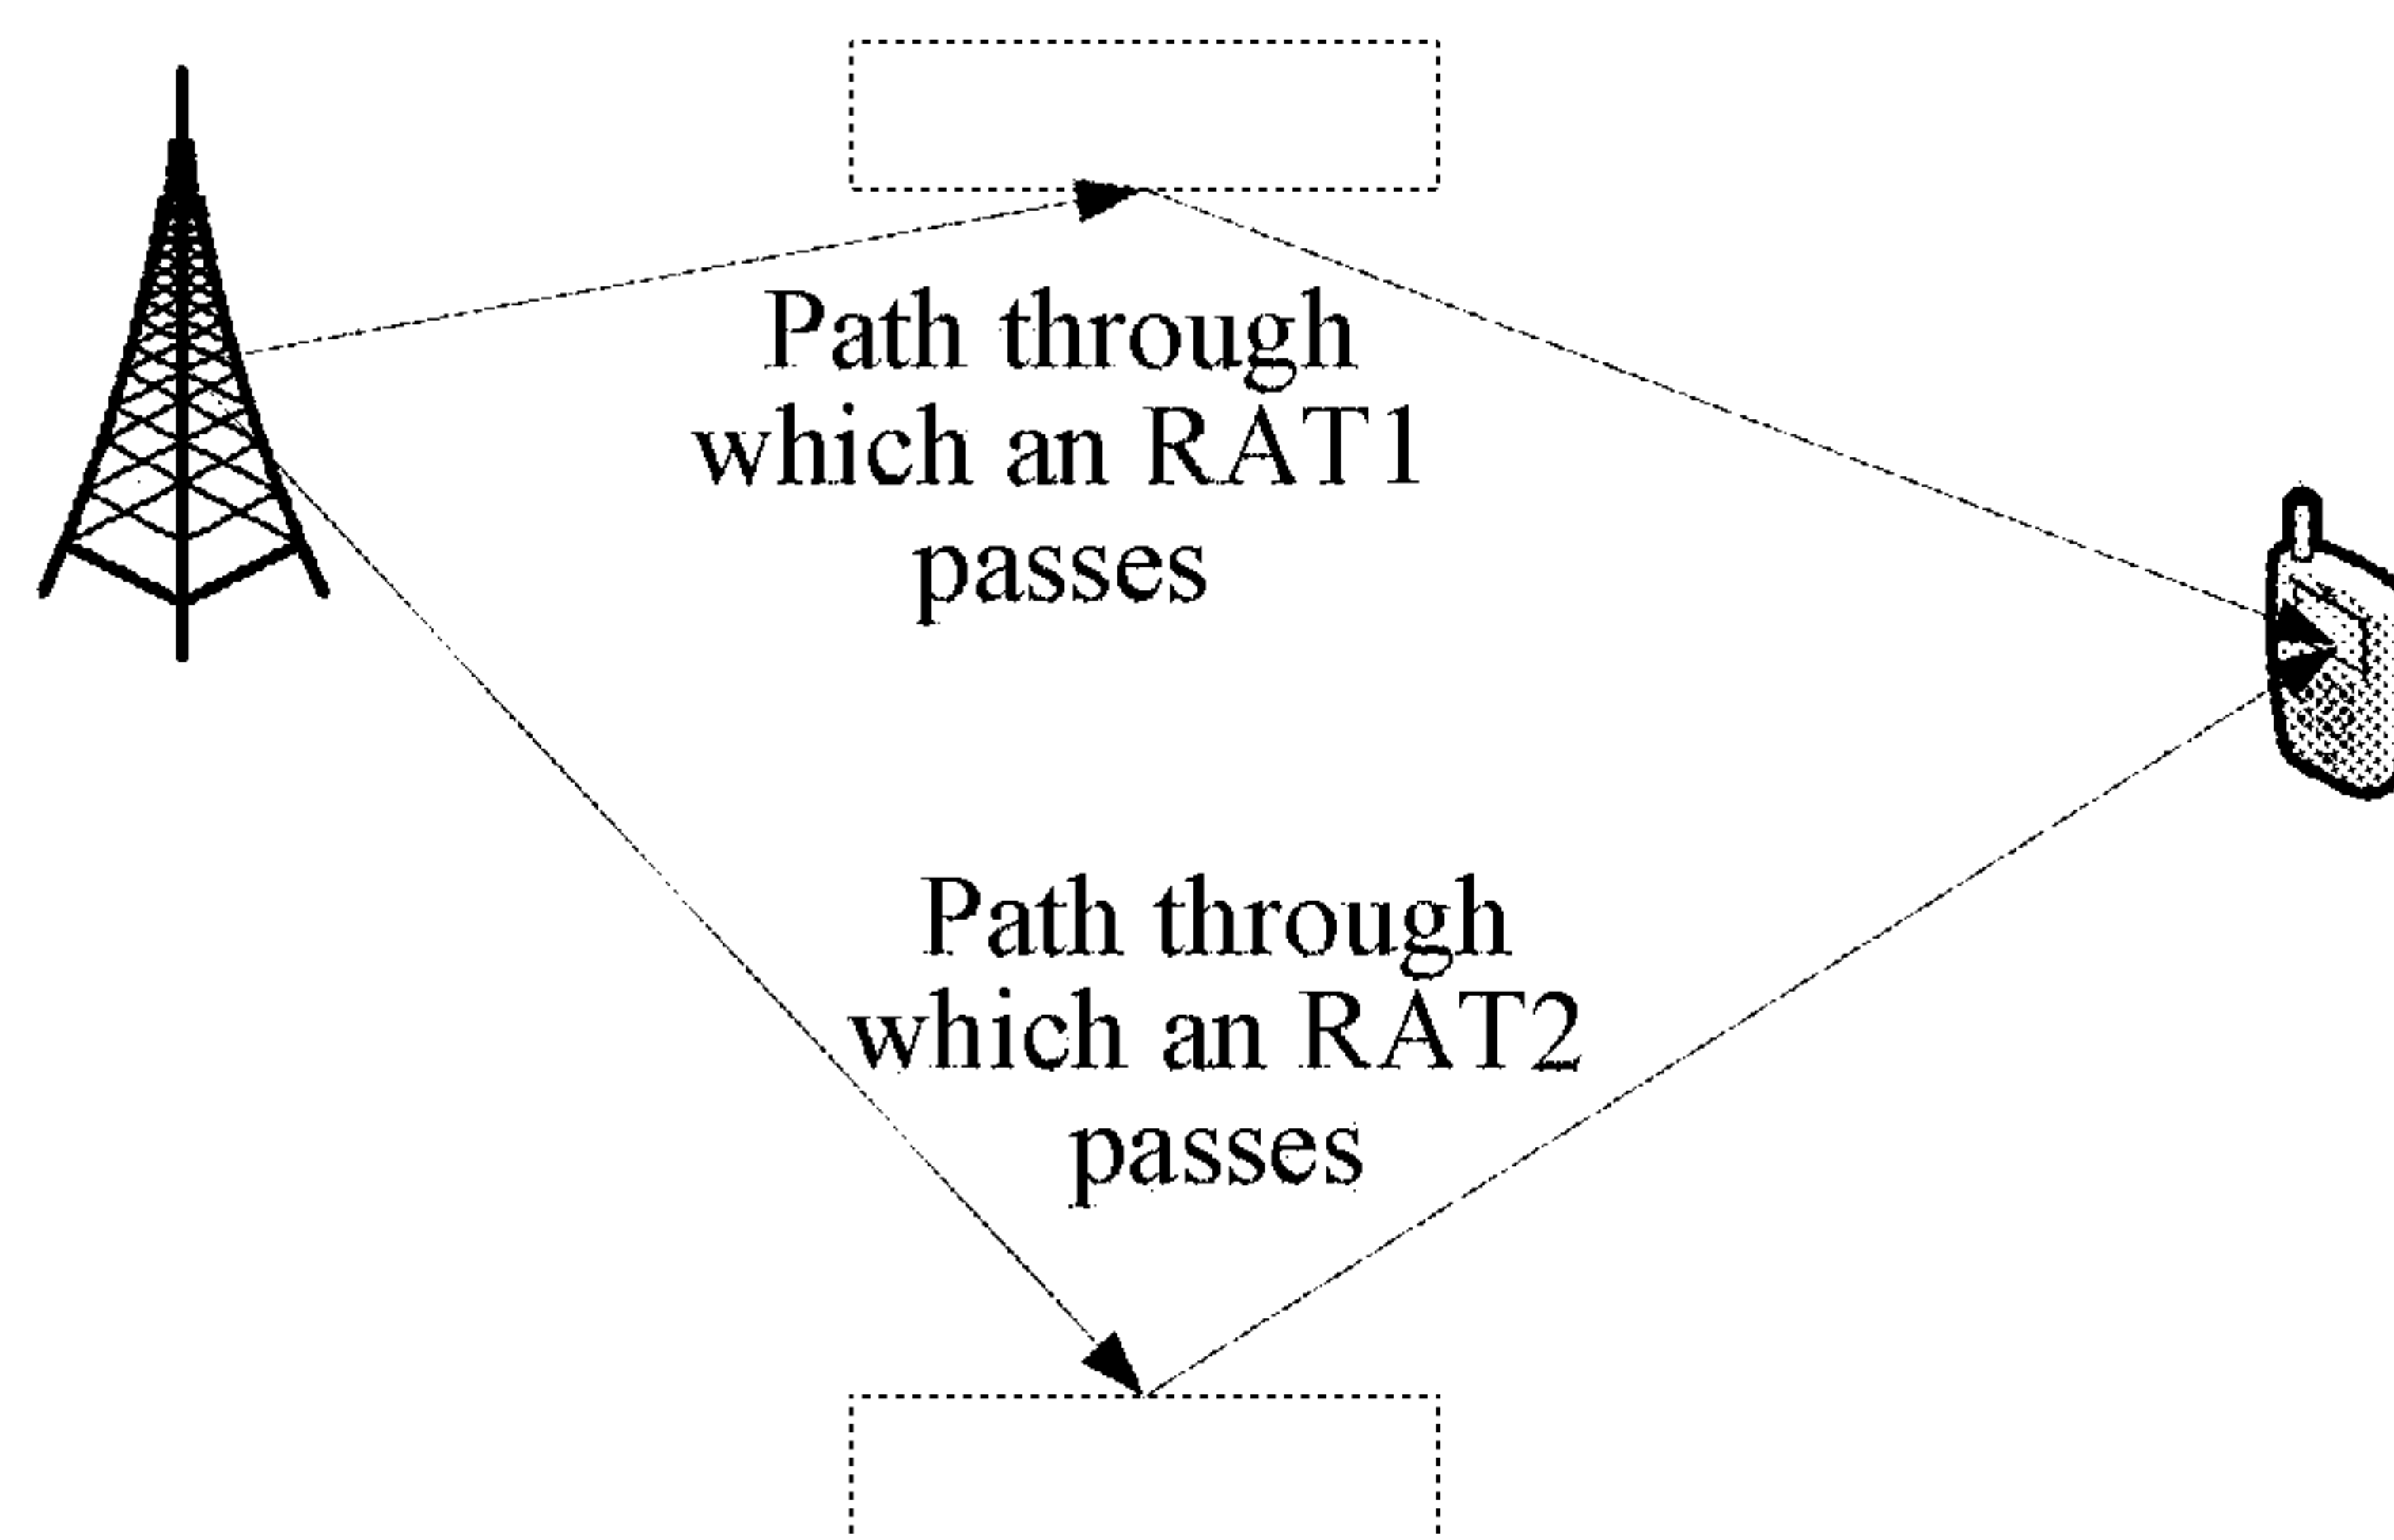 Path through
which an RAT1
passes
Path through
which an RAT2
passes